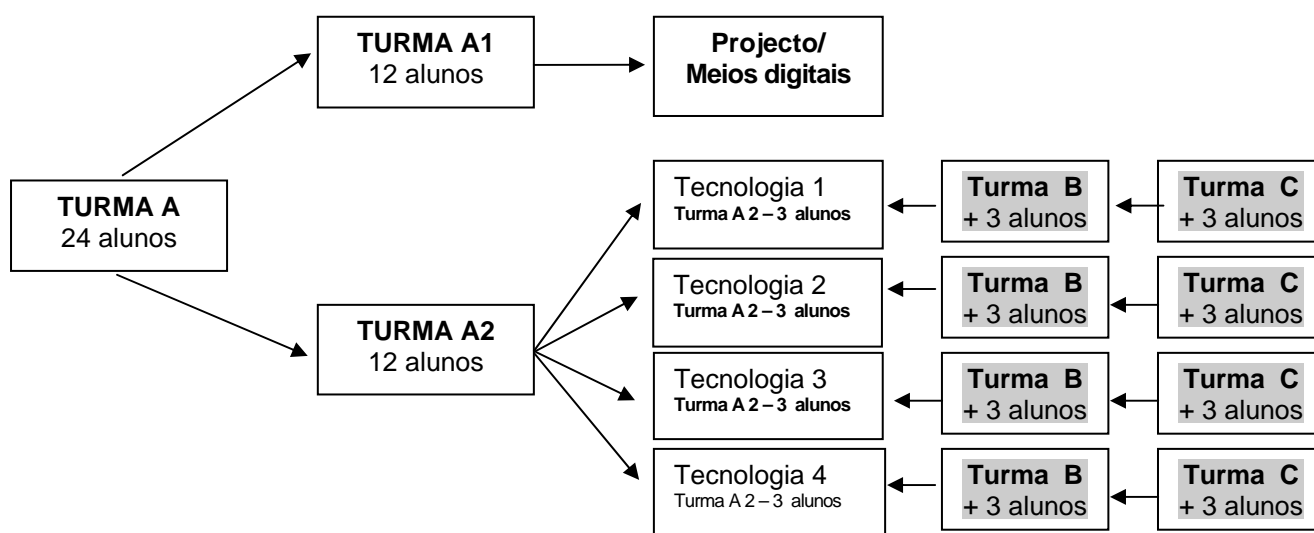 TURMA A1
12 alunos
Projecto/
Meios digitais
TURMA A
24 alunos
TURMA A2
12 alunos
Tecnologia 1
Turma A 2 – 3 alunos
Turma B
+ 3 alunos
Turma C
+ 3 alunos
Tecnologia 2
Turma A 2 – 3 alunos
Turma B
+ 3 alunos
Turma C
+ 3 alunos
Tecnologia 3
Turma A 2 – 3 alunos
Turma B
+ 3 alunos
Turma C
+ 3 alunos
Tecnologia 4
Turma A 2 – 3 alunos
Turma B
+ 3 alunos
Turma C
+ 3 alunos